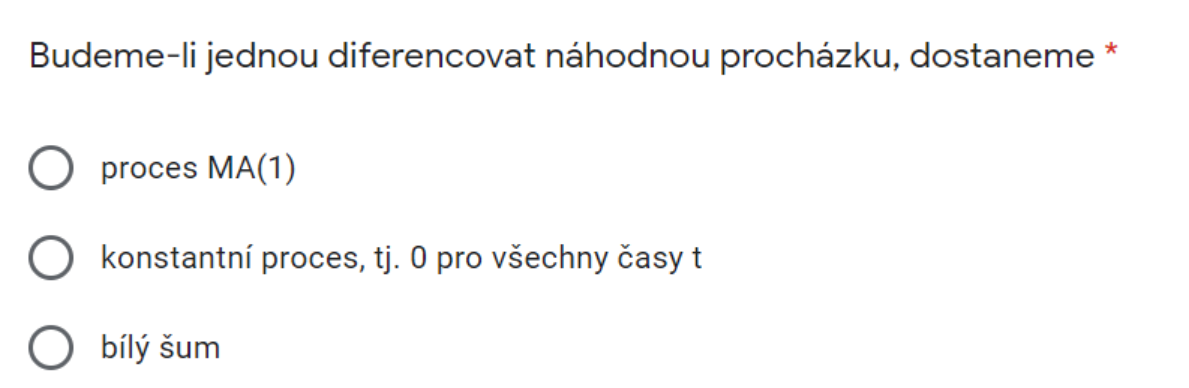 Budeme-li jednou diferencovat náhodnou procházku, dostaneme *
proces MA(1)
konstantní proces, tj. 0 pro všechny časy t
bílý šum